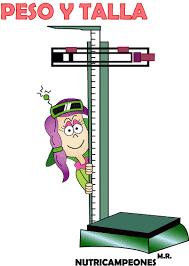 PESO Y TALLA
M.R.
NUTRICAMPEONES